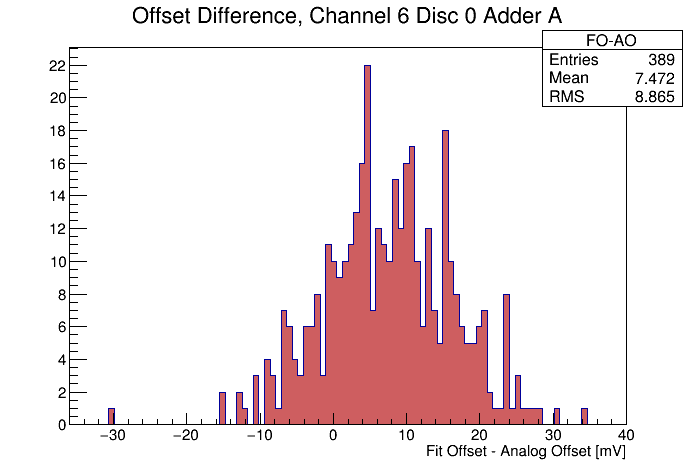 Offset Difference, Channel 6 Disc 0 Adder A
FO-AO
Entries 389
Mean 7.472
RMS 8.865
22
20
18
16
14
12
10
8
6
4
2
0
−30 −20 −10 0 10 20 30 40
Fit Offset - Analog Offset [mV]